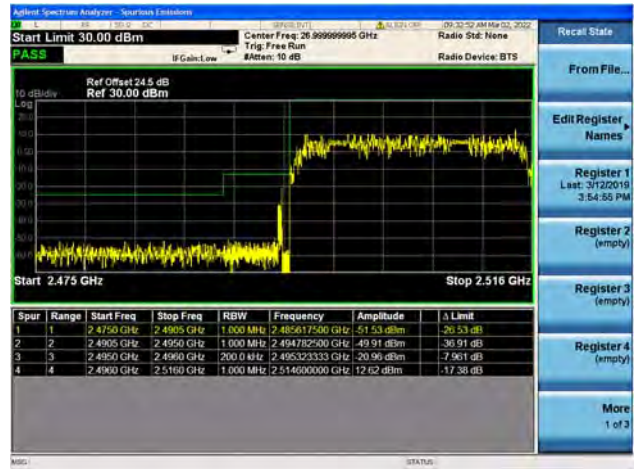 Agilent Spectrum Analyzer - Spurious Emissions
L RF 50 Ω DC SENSE:INT ALIGN OFF 09:32:52 AM Mar 02, 2022
Start Limit 30.00 dBm
Center Freq: 26.999999995 GHz
Radio Std: None
PASS
Trig: Free Run
IFGain:Low
#Atten: 10 dB
Radio Device: BTS
Ref Offset 24.5 dB
10 dB/div
Ref 30.00 dBm
Log
20.0
10.0
0.00
Start 2.475 GHz
Stop 2.516 GHz
Spur Range Start Freq Stop Freq RBW Frequency Amplitude Δ Limit
1 1 2.4750 GHz 2.4905 GHz 1.000 MHz 2.485617500 GHz -51.53 dBm -26.53 dB
2 2 2.4905 GHz 2.4950 GHz 1.000 MHz 2.494782500 GHz -49.91 dBm -36.91 dB
3 3 2.4950 GHz 2.4960 GHz 200.0 kHz 2.495323333 GHz -20.96 dBm -7.961 dB
4 4 2.4960 GHz 2.5160 GHz 1.000 MHz 2.514600000 GHz 12.62 dBm -17.38 dB
MSG
STATUS
Recall State
From File...
Edit Register
Names
Register 1
Last: 3/12/2019
3:54:55 PM
Register 2
(empty)
Register 3
(empty)
Register 4
(empty)
More
1 of 3